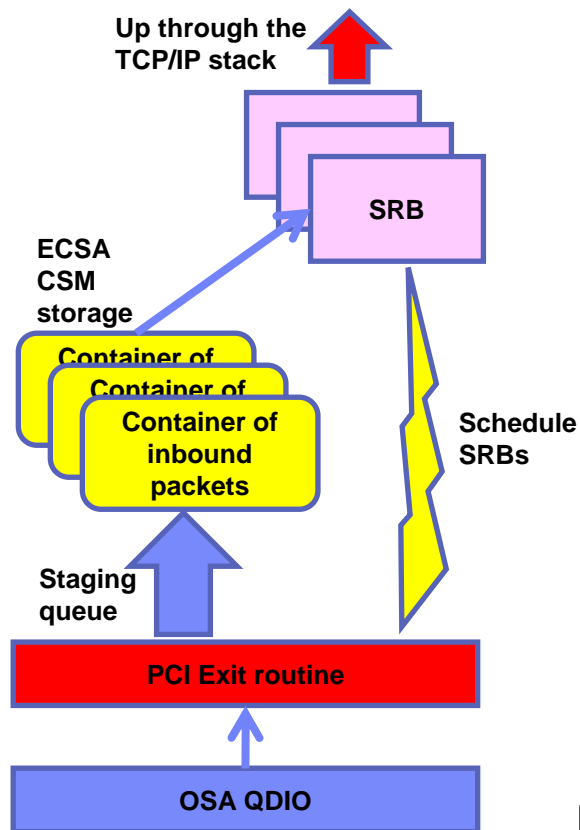 Up through the
TCP/IP stack
SRB
ECSA
CSM
storage
Container of
Container of
Container of
inbound
packets
Schedule
SRBs
Staging
queue
PCI Exit routine
OSA QDIO